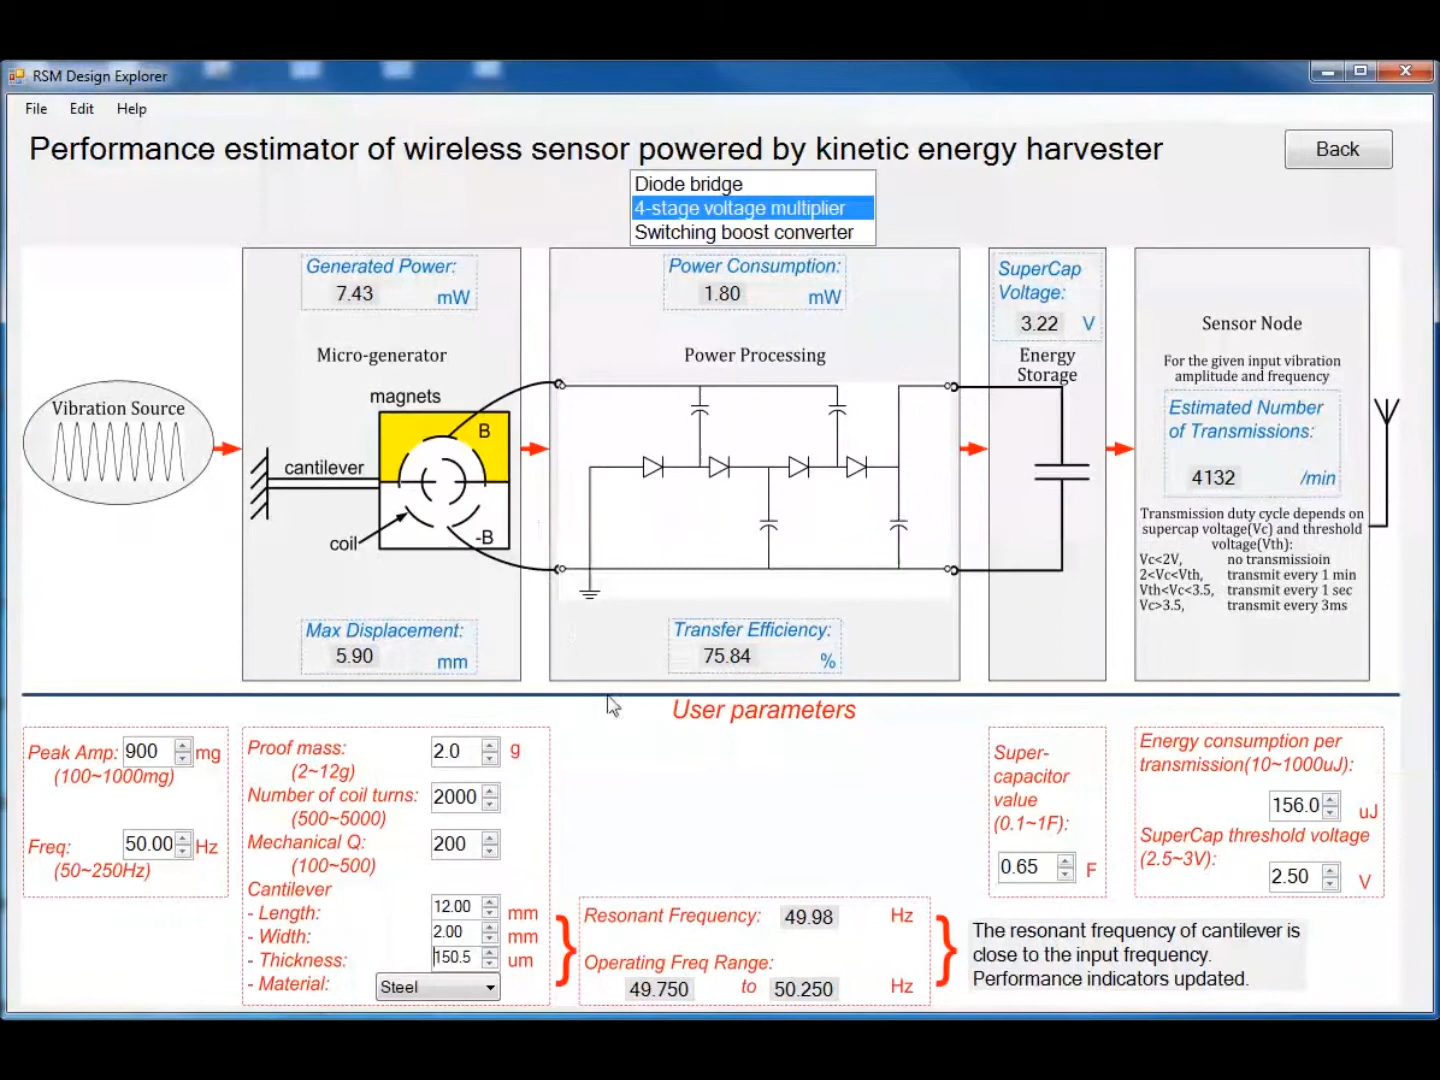 RSM Design Explorer
File Edit Help
Performance estimator of wireless sensor powered by kinetic energy harvester
Back
Diode bridge
4-stage voltage multiplier
Switching boost converter
Generated Power:
7.43 mW
Power Consumption:
1.80 mW
SuperCap
Voltage:
3.22 V
Micro-generator
Power Processing
Energy
Storage
Sensor Node
For the given input vibration
amplitude and frequency
Estimated Number
of Transmissions:
4132 /min
Transmission duty cycle depends on
supercap voltage(Vc) and threshold
voltage(Vth):
Vc<2V, no transmissioin
2<Vc<Vth, transmit every 1 min
Vth<Vc<3.5, transmit every 1 sec
Vc>3.5, transmit every 3ms
Vibration Source
magnets
B
cantilever
coil
-B
Max Displacement:
5.90 mm
Transfer Efficiency:
75.84 %
User parameters
Peak Amp: 900 mg
(100~1000mg)
Freq: 50.00 Hz
(50~250Hz)
Proof mass: 2.0 g
(2~12g)
Number of coil turns: 2000
(500~5000)
Mechanical Q: 200
(100~500)
Cantilever
- Length: 12.00 mm
- Width: 2.00 mm
- Thickness: 150.5 um
- Material: Steel
Resonant Frequency: 49.98 Hz
Operating Freq Range:
49.750 to 50.250 Hz
The resonant frequency of cantilever is
close to the input frequency.
Performance indicators updated.
Super-
capacitor
value
(0.1~1F):
0.65 F
Energy consumption per
transmission(10~1000uJ):
156.0 uJ
SuperCap threshold voltage
(2.5~3V):
2.50 V